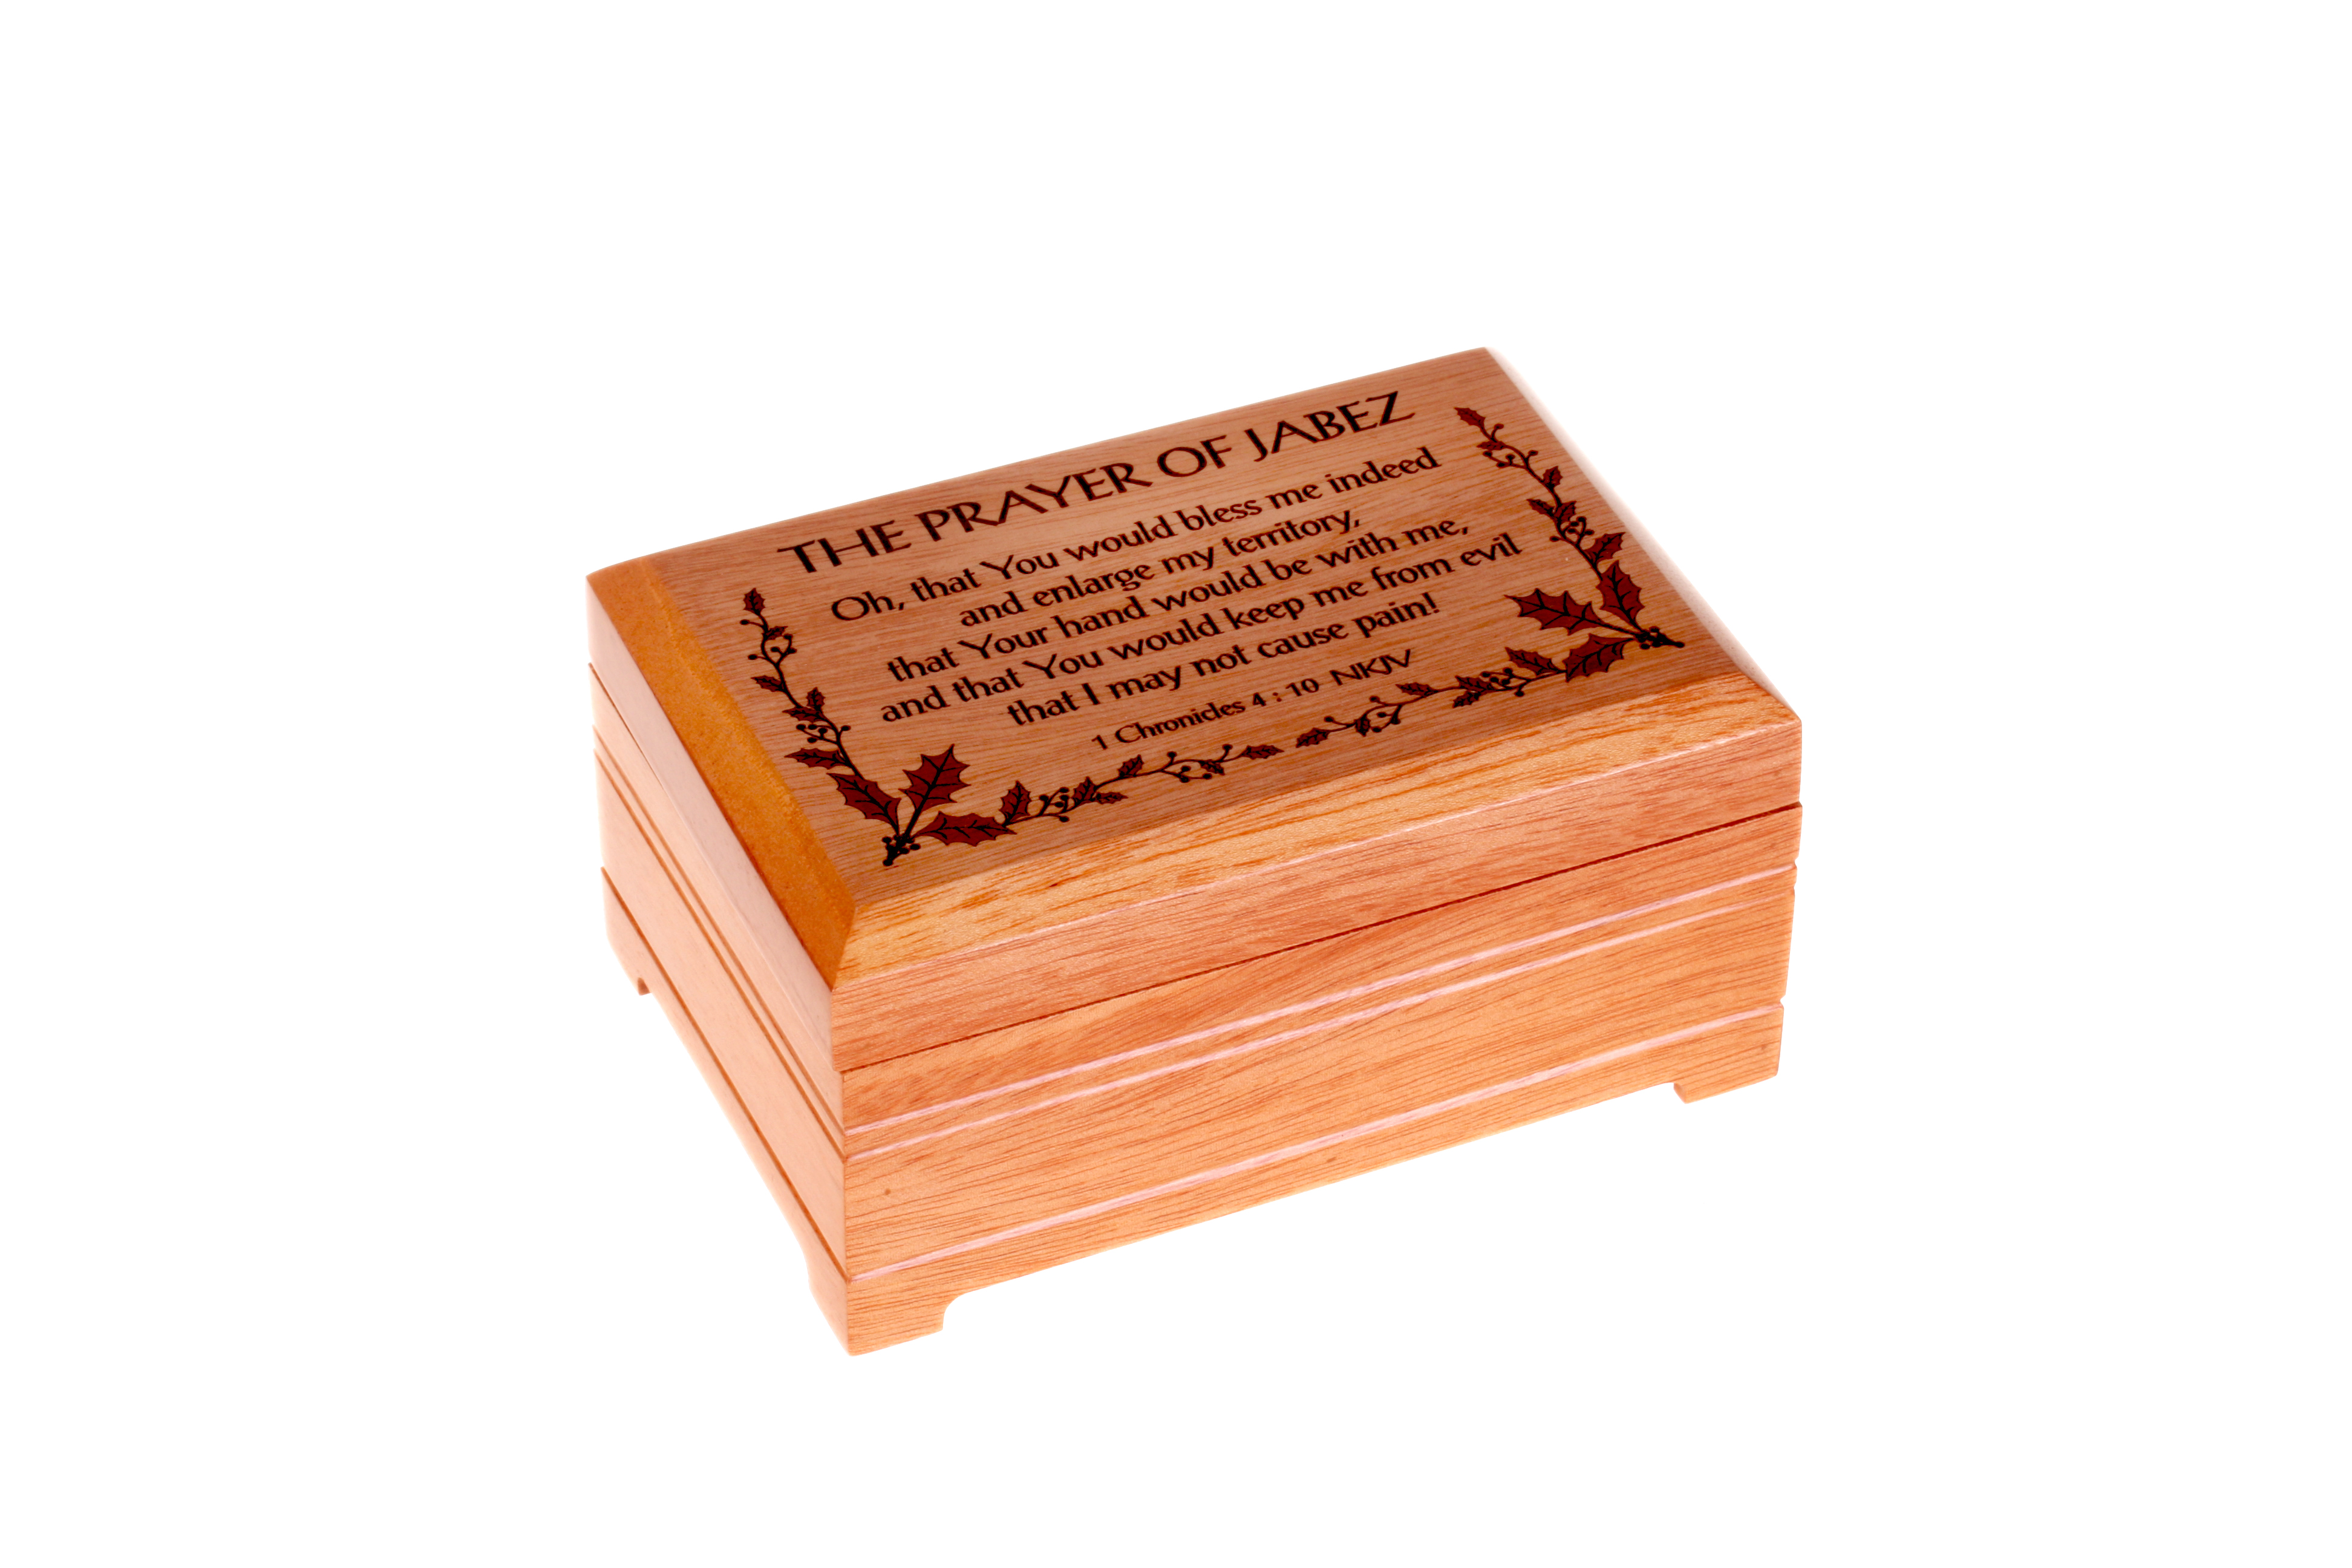 THE PRAYER OF JABEZ
Oh, that You would bless me indeed
and enlarge my territory,
that Your hand would be with me,
and that You would keep me from evil
that I may not cause pain!
1 Chronicles 4 : 10 NKJV